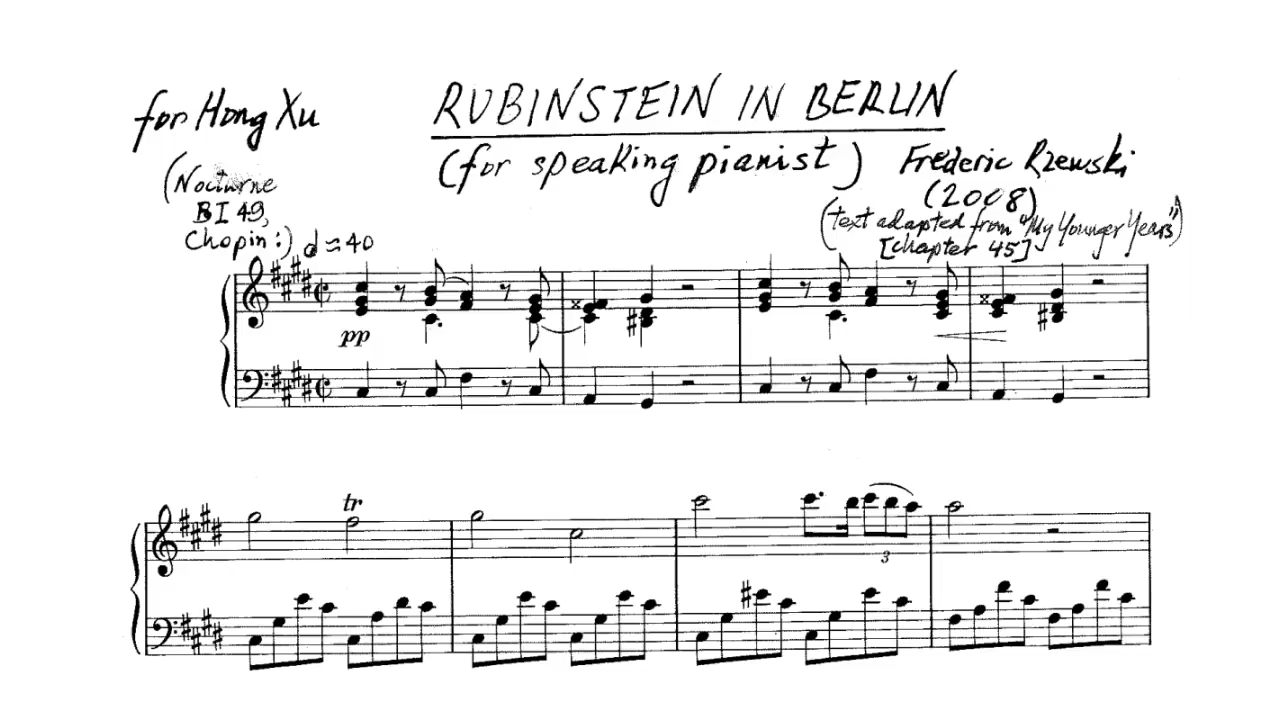 for Hong Xu
RUBINSTEIN IN BERLIN
(for speaking pianist)
Frederic Rzewski
(2008)
(text adapted from "My Younger Years")
[chapter 45]
(Nocturne
BI 49,
Chopin:)
♩ = 40
pp
tr
3